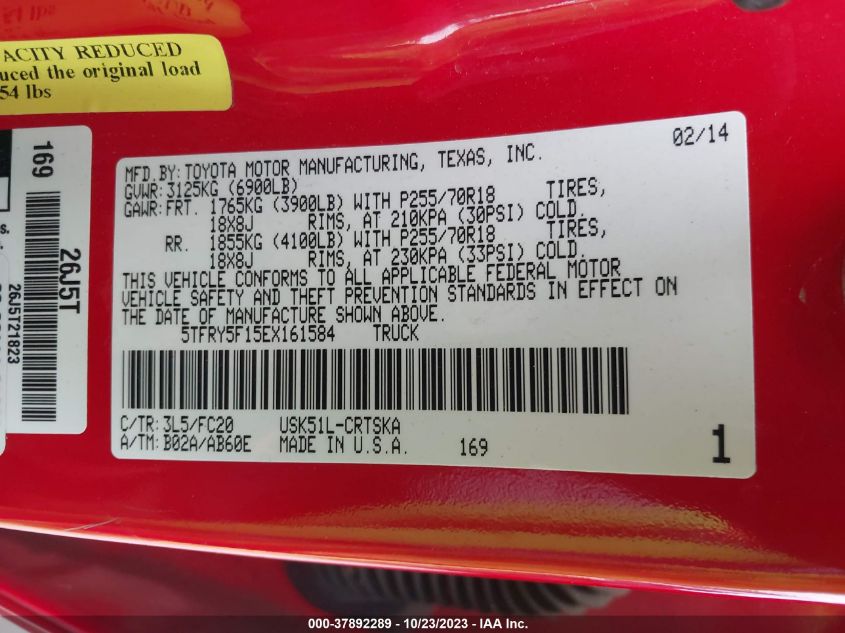 ACITY REDUCED
uced the original load
54 lbs
169
26J5T
26J5T21823
02/14
MFD.BY: TOYOTA MOTOR MANUFACTURING, TEXAS, INC.
GVWR: 3125KG (6900LB)
GAWR: FRT. 1765KG (3900LB) WITH P255/70R18 TIRES,
18X8J RIMS, AT 210KPA (30PSI) COLD.
RR. 1855KG (4100LB) WITH P255/70R18 TIRES,
18X8J RIMS, AT 230KPA (33PSI) COLD.
THIS VEHICLE CONFORMS TO ALL APPLICABLE FEDERAL MOTOR
VEHICLE SAFETY AND THEFT PREVENTION STANDARDS IN EFFECT ON
THE DATE OF MANUFACTURE SHOWN ABOVE.
5TFRY5F15EX161584 TRUCK
C/TR: 3L5/FC20 USK51L-CRTSKA
A/TM: B02A/AB60E MADE IN U.S.A. 169
1
000-37892289 - 10/23/2023 - IAA Inc.